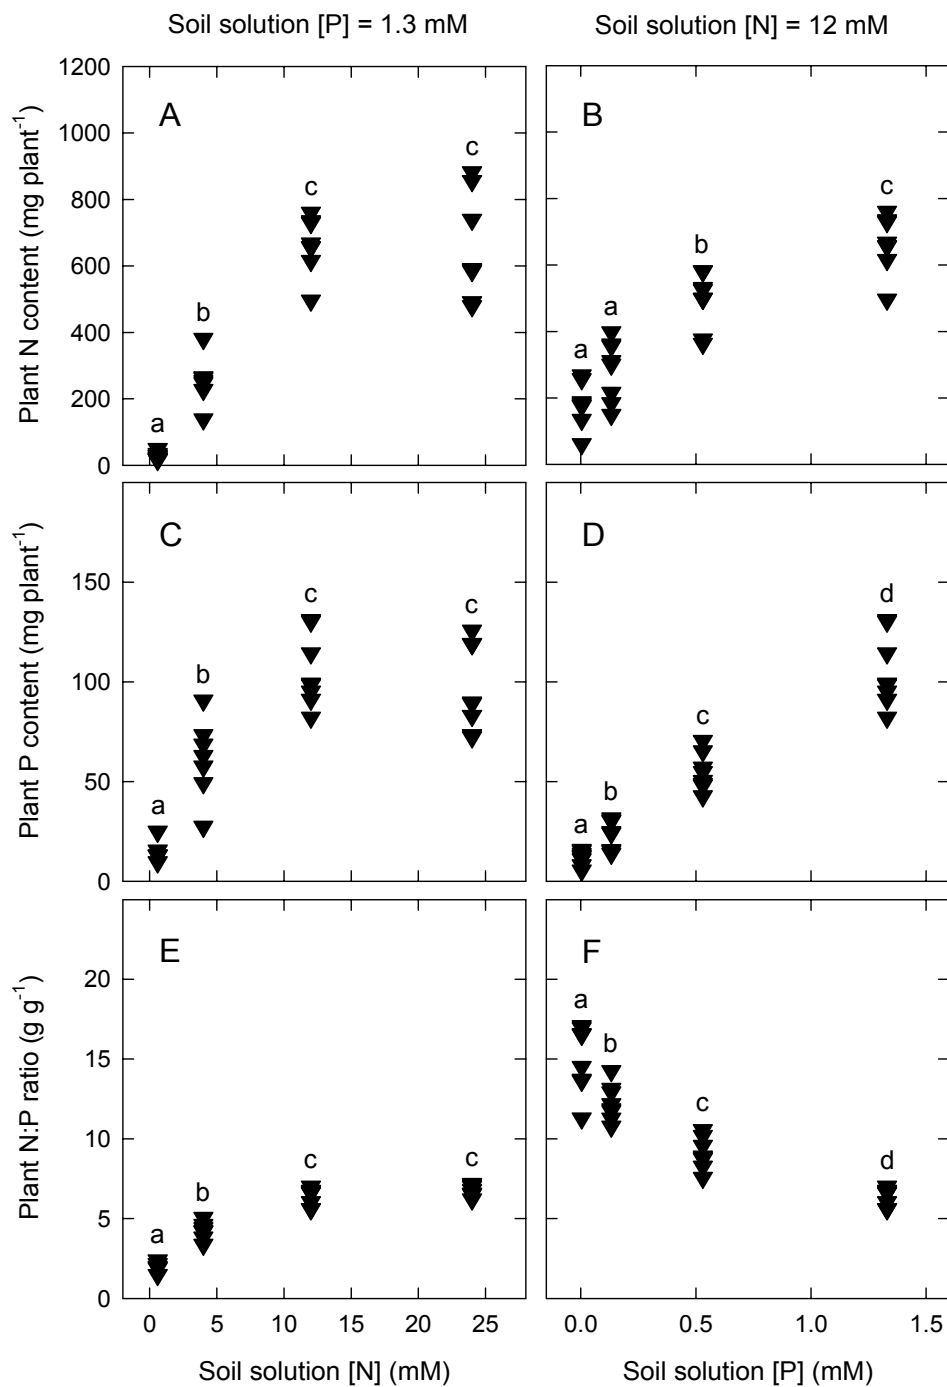 Soil solution [P] = 1.3 mM
Soil solution [N] = 12 mM
Plant N content (mg plant⁻¹)
1200
1000
800
600
400
200
0
A
a
b
c
c
B
a
a
b
c
Plant P content (mg plant⁻¹)
150
100
50
0
C
a
b
c
c
D
a
b
c
d
Plant N:P ratio (g g⁻¹)
20
15
10
5
0
E
a
b
c
c
F
a
b
c
d
0 5 10 15 20 25
0.0 0.5 1.0 1.5
Soil solution [N] (mM)
Soil solution [P] (mM)